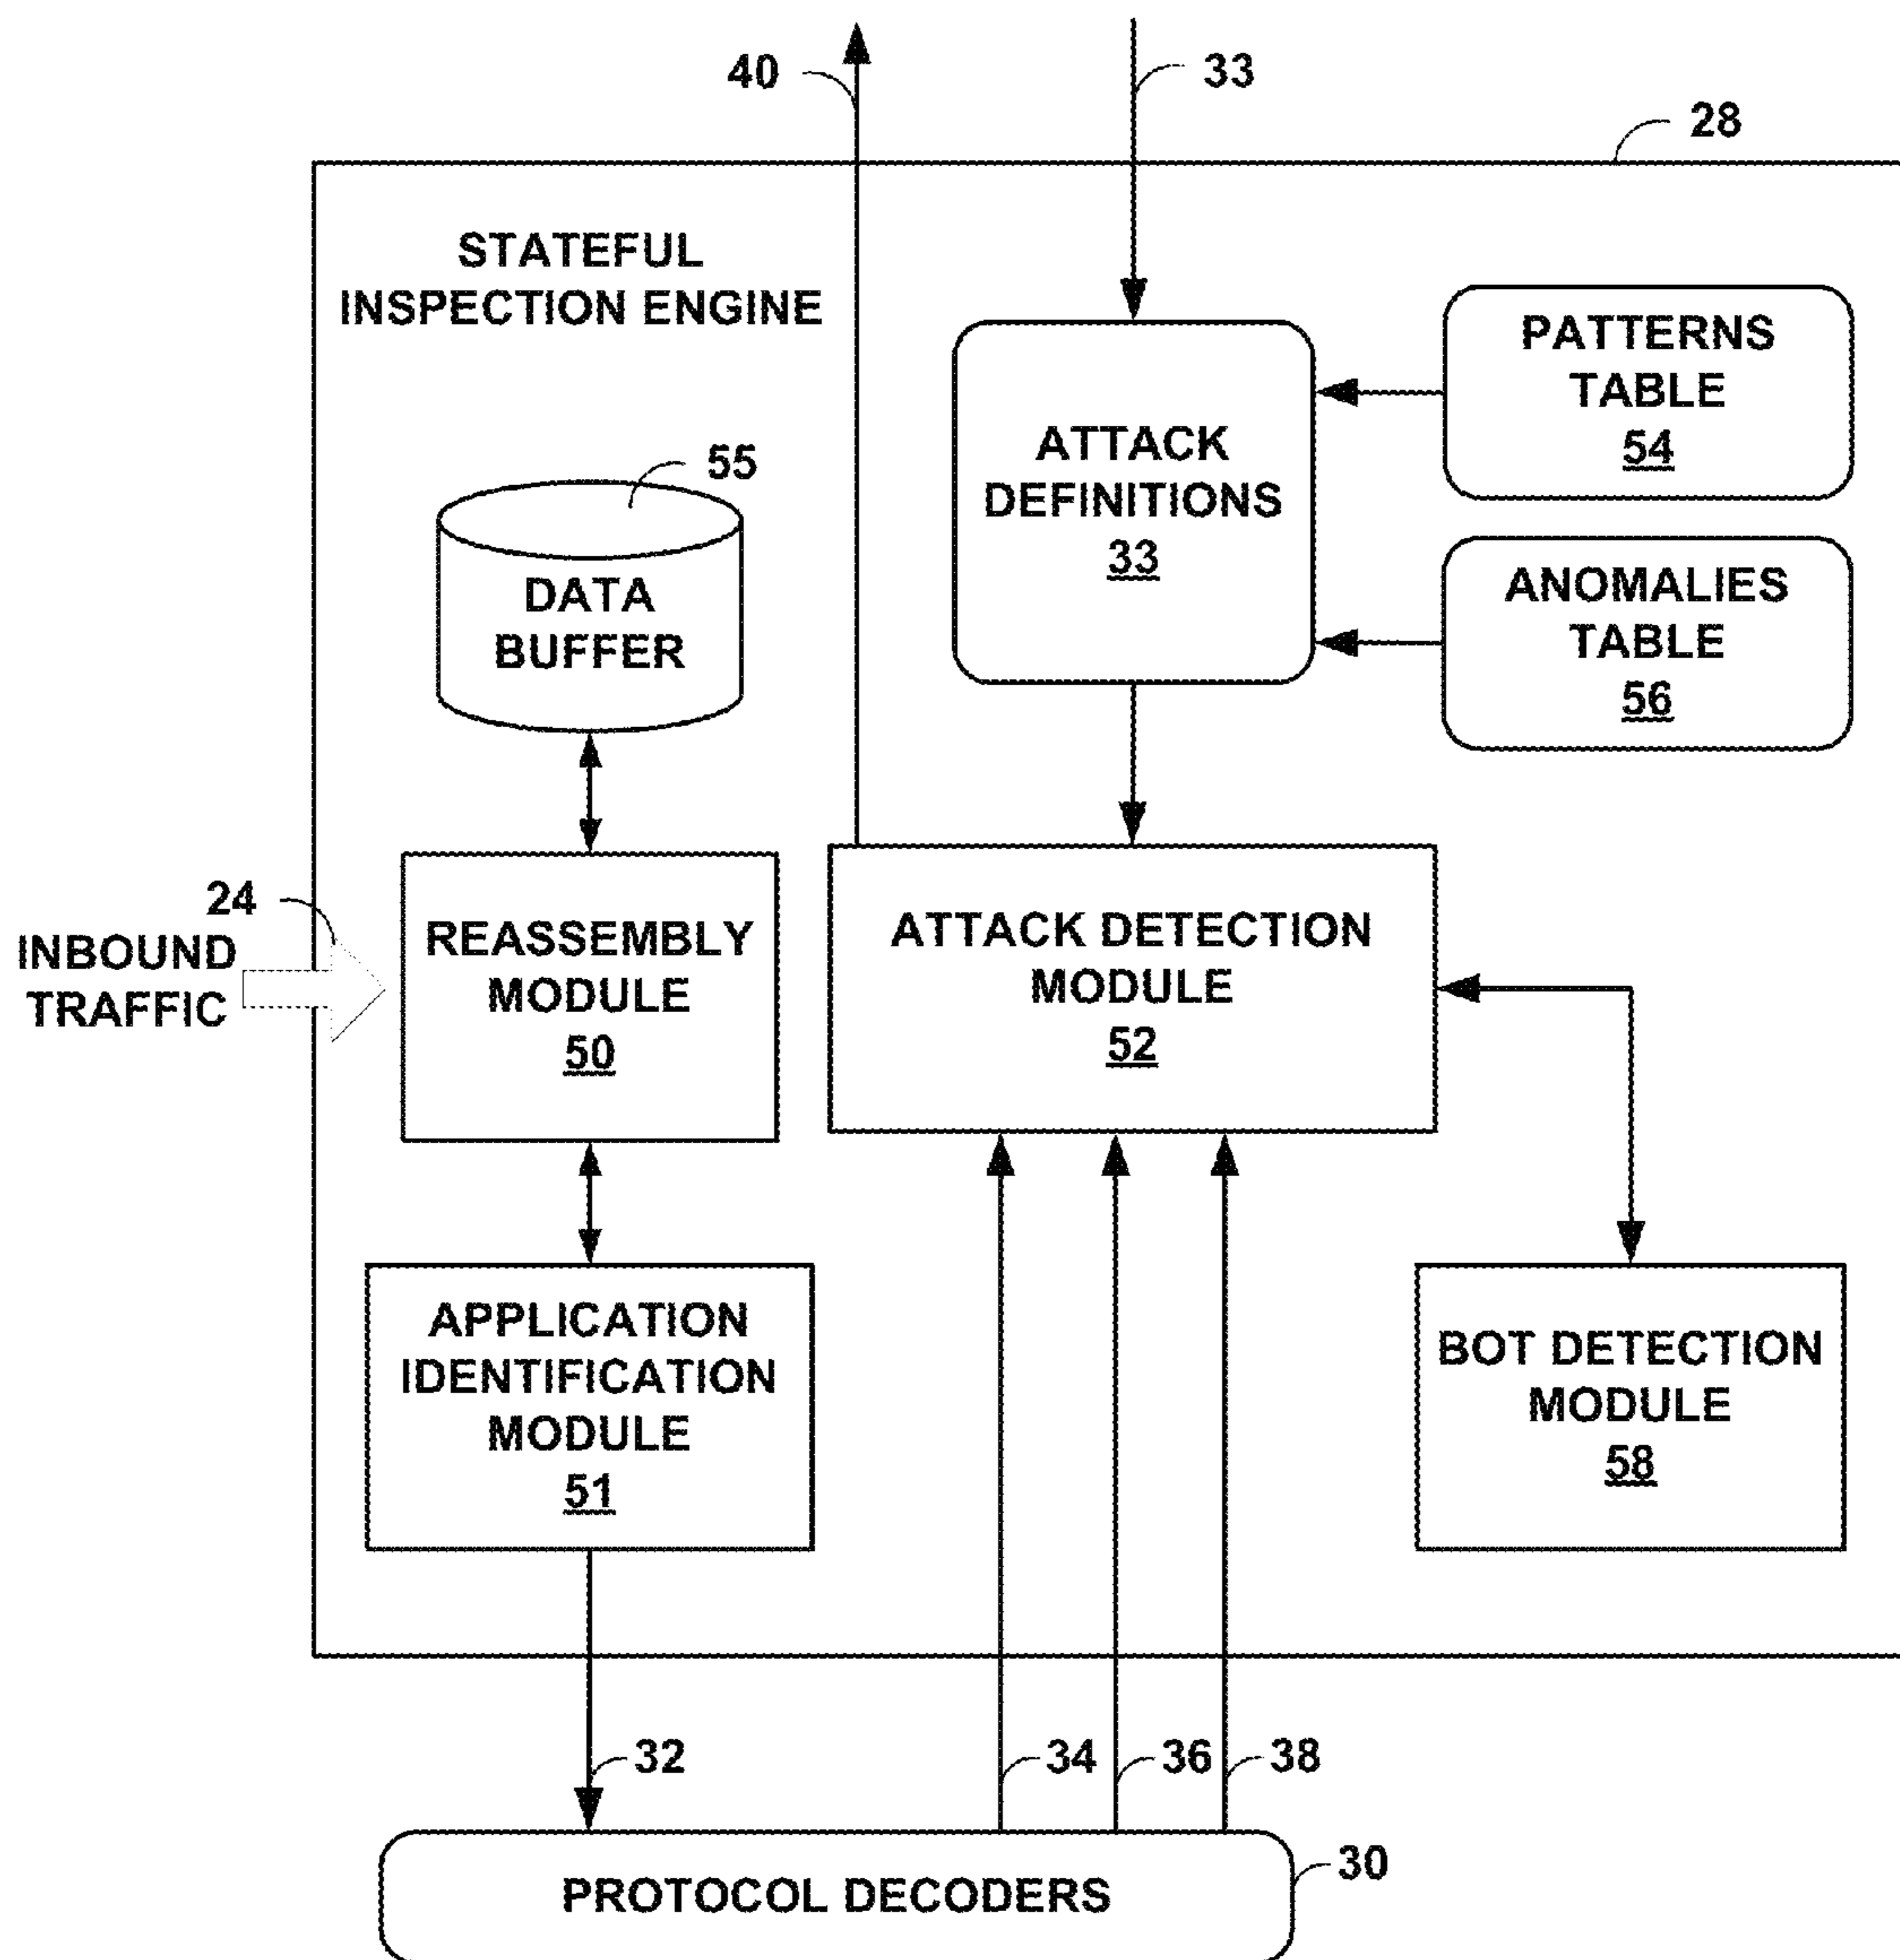 40
33
28
STATEFUL
INSPECTION ENGINE
PATTERNS
TABLE
54
ATTACK
DEFINITIONS
33
55
DATA
BUFFER
ANOMALIES
TABLE
56
24
INBOUND
TRAFFIC
REASSEMBLY
MODULE
50
ATTACK DETECTION
MODULE
52
APPLICATION
IDENTIFICATION
MODULE
51
BOT DETECTION
MODULE
58
32
34
36
38
PROTOCOL DECODERS
30